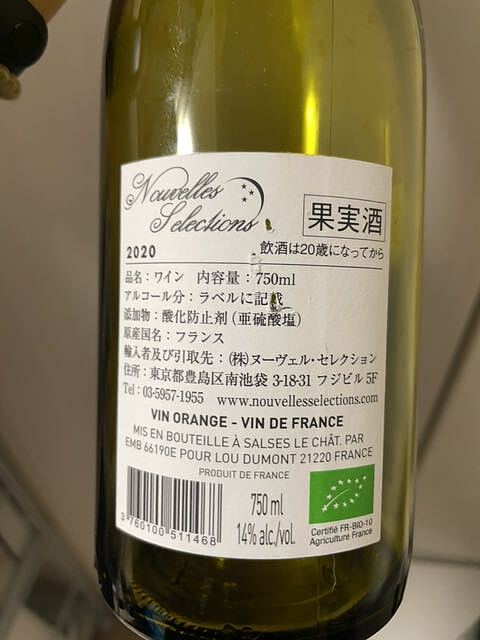 Nouvelles
Selections
果実酒
2020
飲酒は20歳になってから
品名：ワイン 内容量：750ml
アルコール分：ラベルに記載
添加物：酸化防止剤（亜硫酸塩）
原産国名：フランス
輸入者及び引取先：（株）ヌーヴェル・セレクション
住所：東京都豊島区南池袋 3-18-31 フジビル 5F
Tel：03-5957-1955 www.nouvellesselections.com
VIN ORANGE - VIN DE FRANCE
MIS EN BOUTEILLE À SALSES LE CHÂT. PAR
EMB 66190E POUR LOU DUMONT 21220 FRANCE
PRODUIT DE FRANCE
3 760100 511468
750 ml
14% alc./vol.
Certifié FR-BIO-10
Agriculture France